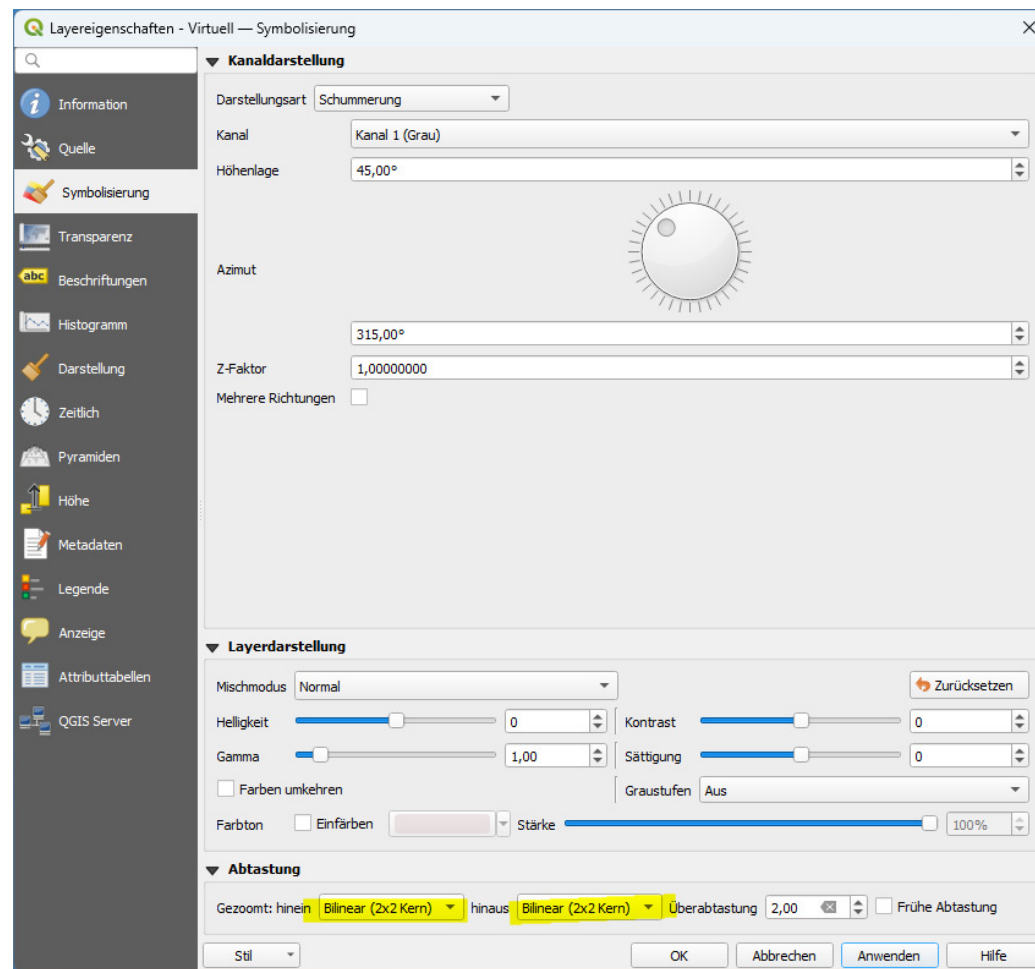 Layereigenschaften - Virtuell — Symbolisierung
Information
Quelle
Symbolisierung
Transparenz
abc Beschriftungen
Histogramm
Darstellung
Zeitlich
Pyramiden
Höhe
Metadaten
Legende
Anzeige
Attributtabellen
QGIS Server
Kanaldarstellung
Darstellungsart Schummerung
Kanal Kanal 1 (Grau)
Höhenlage 45,00°
Azimut
315,00°
Z-Faktor 1,00000000
Mehrere Richtungen
Layerdarstellung
Mischmodus Normal Zurücksetzen
Helligkeit 0 Kontrast 0
Gamma 1,00 Sättigung 0
Farben umkehren Graustufen Aus
Farbton Einfärben Stärke 100%
Abtastung
Gezoomt: hinein Bilinear (2x2 Kern) hinaus Bilinear (2x2 Kern) Überabtastung 2,00 Frühe Abtastung
Stil OK Abbrechen Anwenden Hilfe